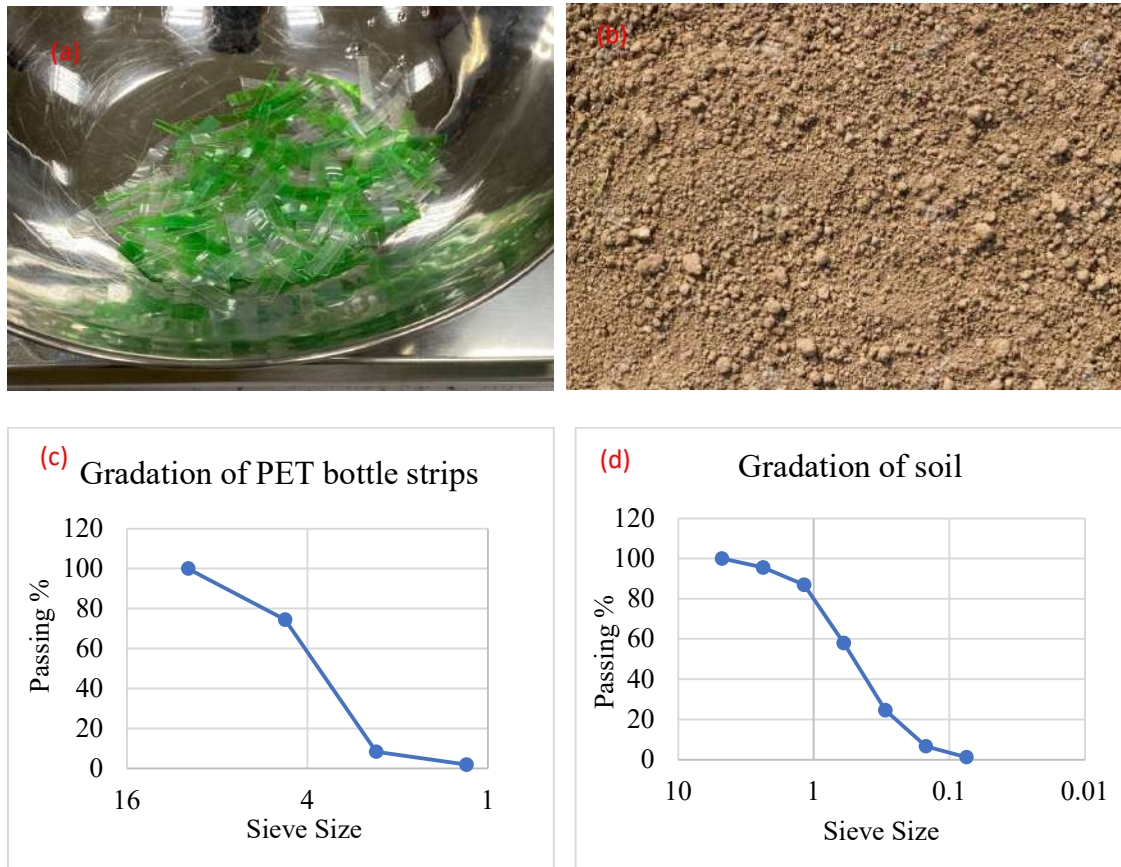 (a)
(b)
(c)
Gradation of PET bottle strips
120
100
80
60
40
20
0
Passing %
16
4
1
Sieve Size
(d)
Gradation of soil
120
100
80
60
40
20
0
Passing %
10
1
0.1
0.01
Sieve Size